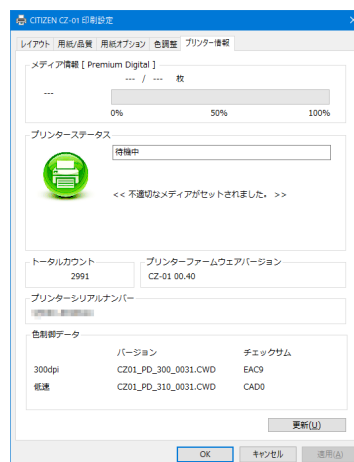 CITIZEN CZ-01 印刷設定
レイアウト 用紙/品質 用紙オプション 色調整 プリンター情報
メディア情報 [ Premium Digital ]
--- / --- 枚
---
0% 50% 100%
プリンターステータス
待機中
<< 不適切なメディアがセットされました。 >>
トータルカウント プリンターファームウェアバージョン
2991 CZ-01 00.40
プリンターシリアルナンバー
色制御データ
バージョン チェックサム
300dpi CZ01_PD_300_0031.CWD EAC9
低速 CZ01_PD_310_0031.CWD CAD0
更新(U)
OK キャンセル 適用(A)